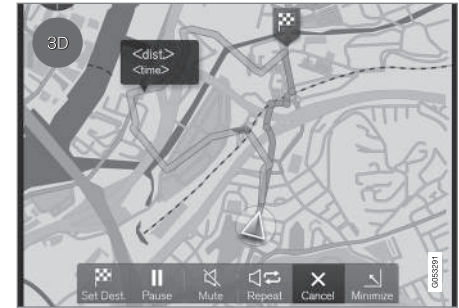 3D
<dist.>
<time>
Set Dest.
Pause
Mute
Repeat
Cancel
Minimize
G053291